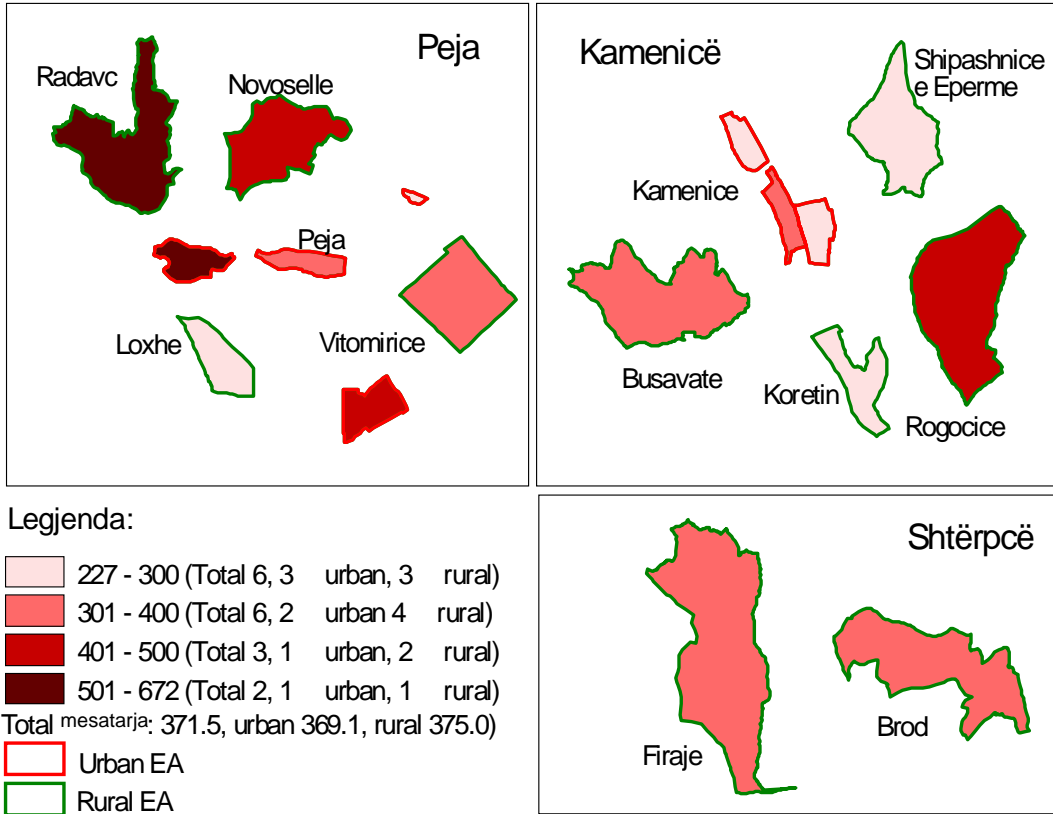 Peja
Radavc
Novoselle
Peja
Loxhe
Vitomirice
Kamenicë
Shipashnice
e Eperme
Kamenice
Busavate
Koretin
Rogocice
Legjenda:
227 - 300 (Total 6, 3 urban, 3 rural)
301 - 400 (Total 6, 2 urban 4 rural)
401 - 500 (Total 3, 1 urban, 2 rural)
501 - 672 (Total 2, 1 urban, 1 rural)
Total mesatarja: 371.5, urban 369.1, rural 375.0)
Urban EA
Rural EA
Shtërpcë
Firaje
Brod